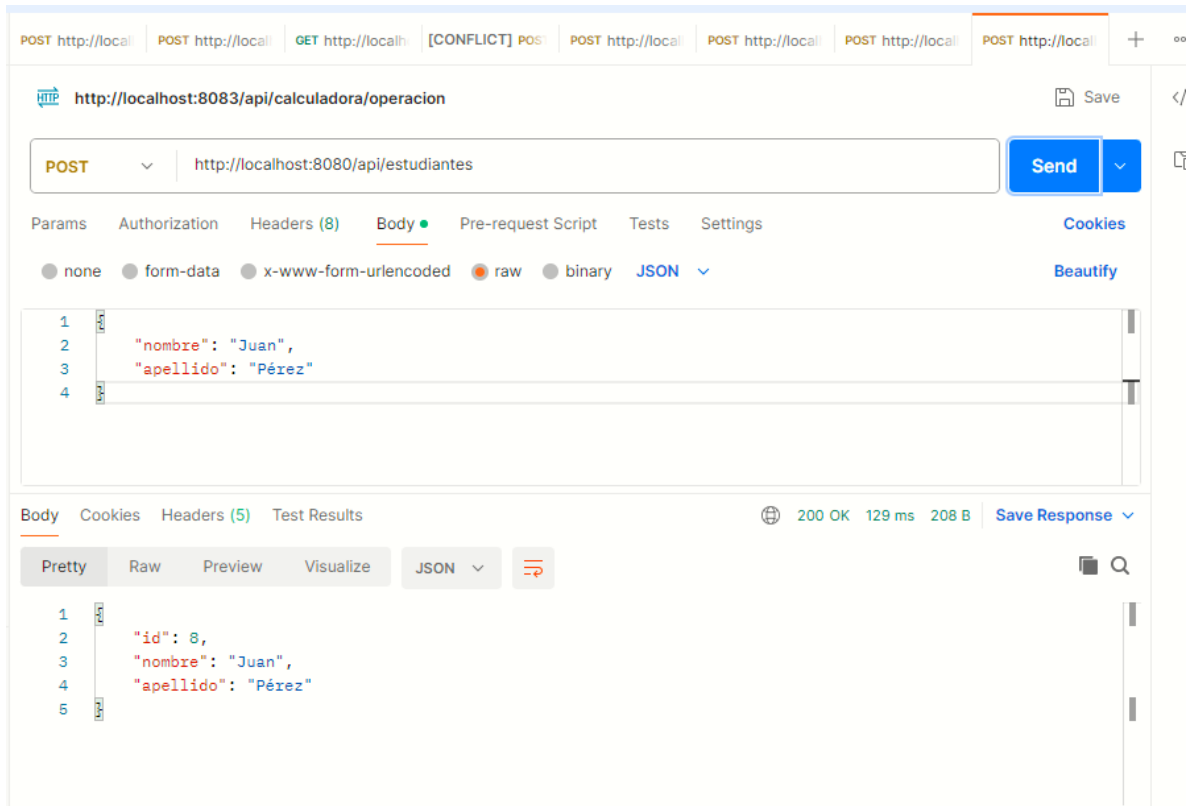 POST http://local POST http://local GET http://localh [CONFLICT] POS POST http://local POST http://local POST http://local POST http://local + ooo
HTTP http://localhost:8083/api/calculadora/operacion Save </
POST http://localhost:8080/api/estudiantes Send
Params Authorization Headers (8) Body Pre-request Script Tests Settings Cookies
none form-data x-www-form-urlencoded raw binary JSON Beautify
1 {
2 "nombre": "Juan",
3 "apellido": "Pérez"
4 }
Body Cookies Headers (5) Test Results 200 OK 129 ms 208 B Save Response
Pretty Raw Preview Visualize JSON
1 {
2 "id": 8,
3 "nombre": "Juan",
4 "apellido": "Pérez"
5 }